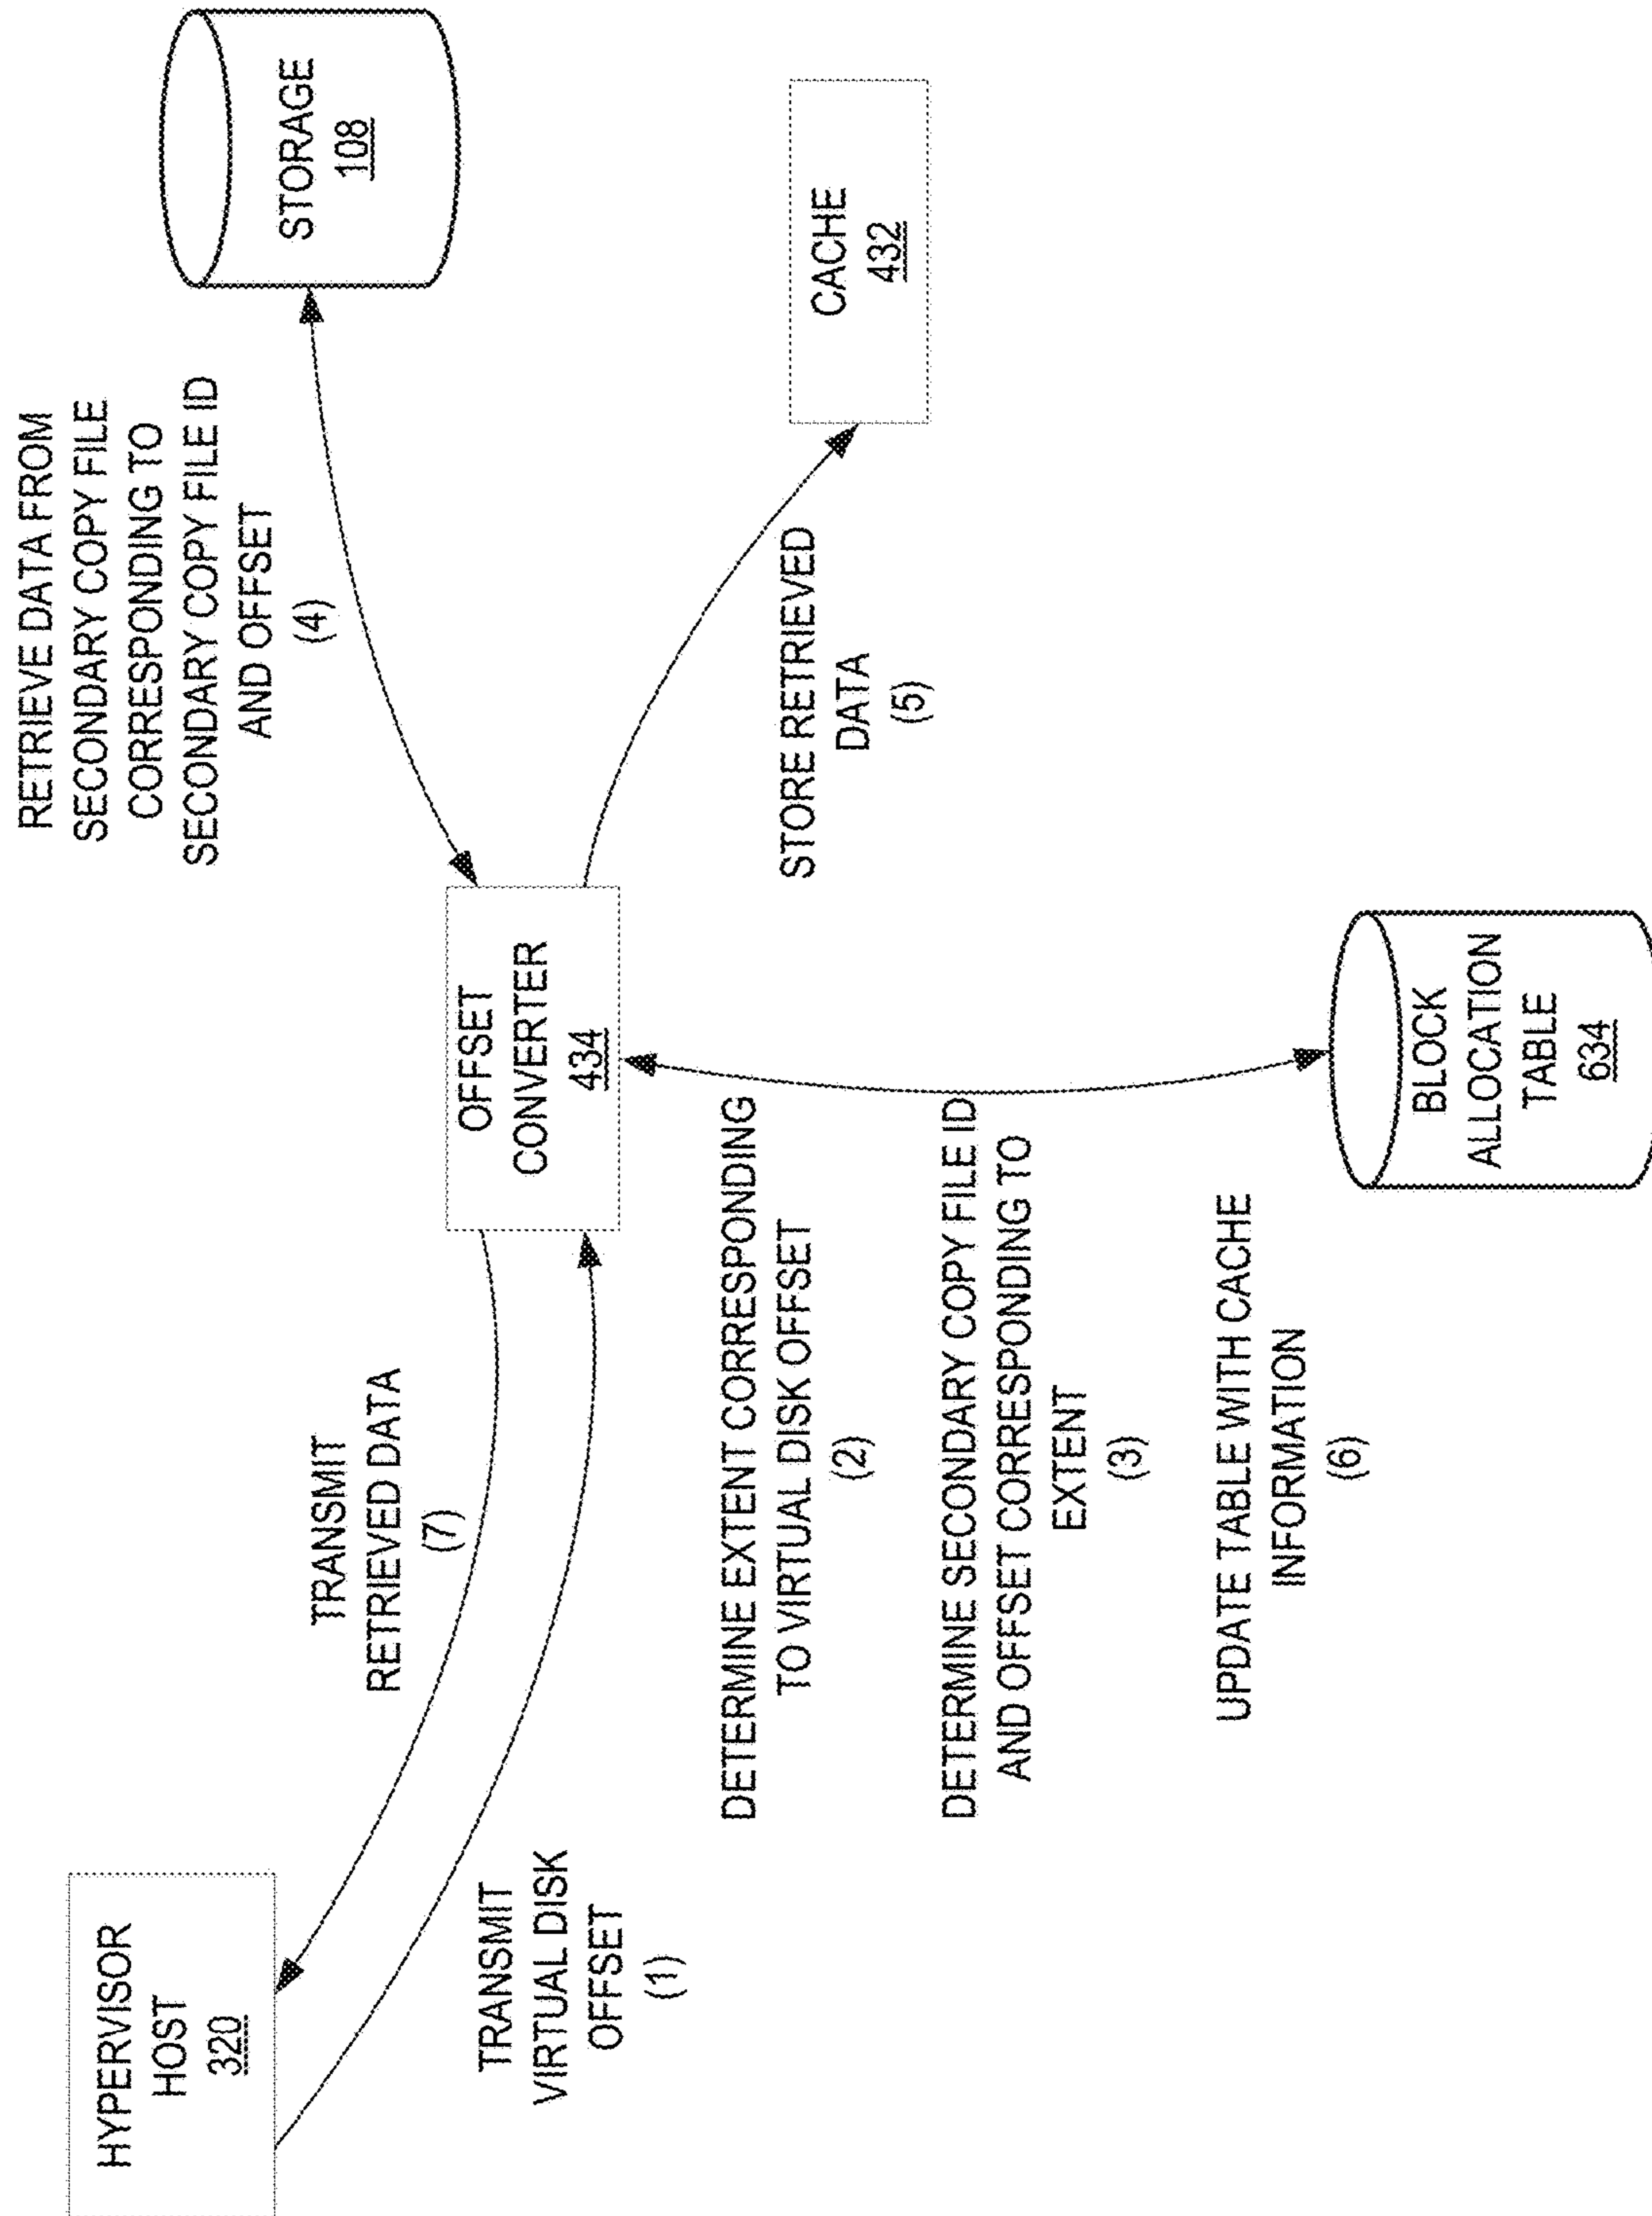 HYPERVISOR
HOST
320
TRANSMIT
VIRTUAL DISK
OFFSET
(1)
TRANSMIT
RETRIEVED DATA
(7)
DETERMINE EXTENT CORRESPONDING
TO VIRTUAL DISK OFFSET
(2)
DETERMINE SECONDARY COPY FILE ID
AND OFFSET CORRESPONDING TO
EXTENT
(3)
UPDATE TABLE WITH CACHE
INFORMATION
(6)
OFFSET
CONVERTER
434
BLOCK
ALLOCATION
TABLE
634
RETRIEVE DATA FROM
SECONDARY COPY FILE
CORRESPONDING TO
SECONDARY COPY FILE ID
AND OFFSET
(4)
STORE RETRIEVED
DATA
(5)
STORAGE
108
CACHE
432